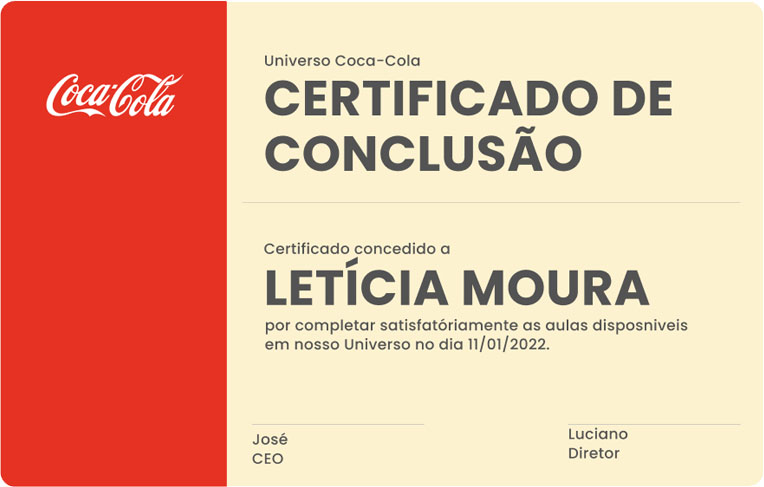 Coca-Cola
Universo Coca-Cola
CERTIFICADO DE
CONCLUSÃO
Certificado concedido a
LETÍCIA MOURA
por completar satisfatóriamente as aulas disposniveis
em nosso Universo no dia 11/01/2022.
José
CEO
Luciano
Diretor